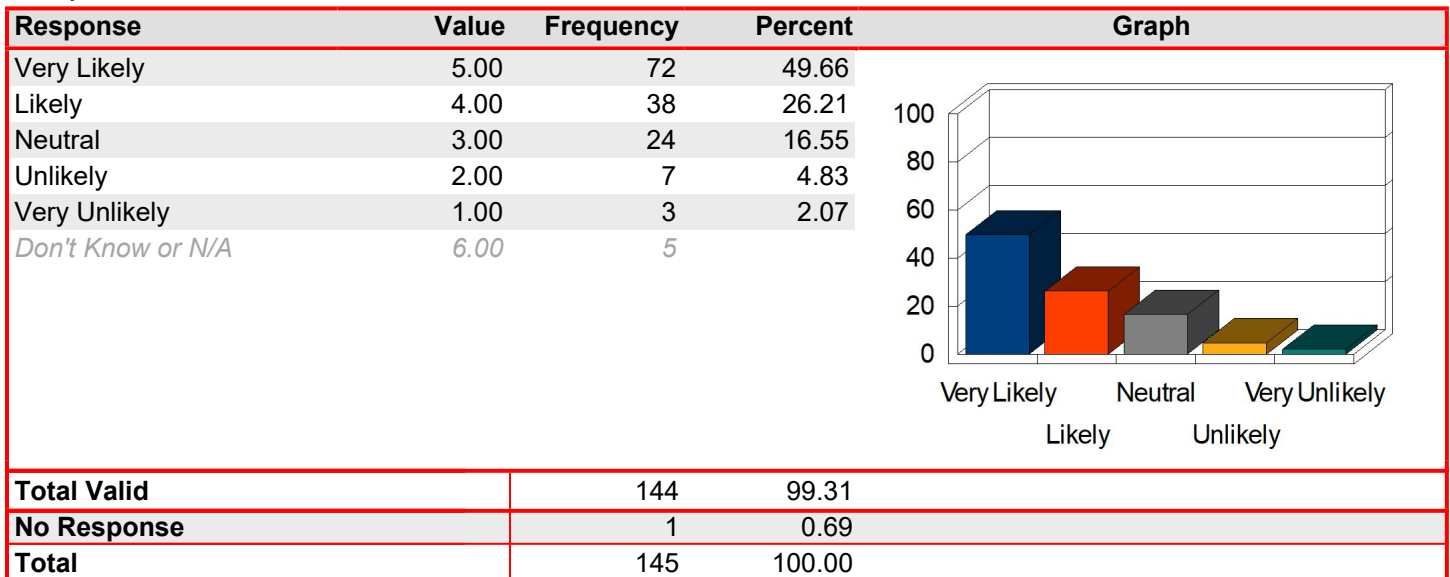 Response Value Frequency Percent Graph
Very Likely 5.00 72 49.66
Likely 4.00 38 26.21
Neutral 3.00 24 16.55
Unlikely 2.00 7 4.83
Very Unlikely 1.00 3 2.07
Don't Know or N/A 6.00 5
100
80
60
40
20
0
Very Likely Neutral Very Unlikely
Likely Unlikely
Total Valid 144 99.31
No Response 1 0.69
Total 145 100.00